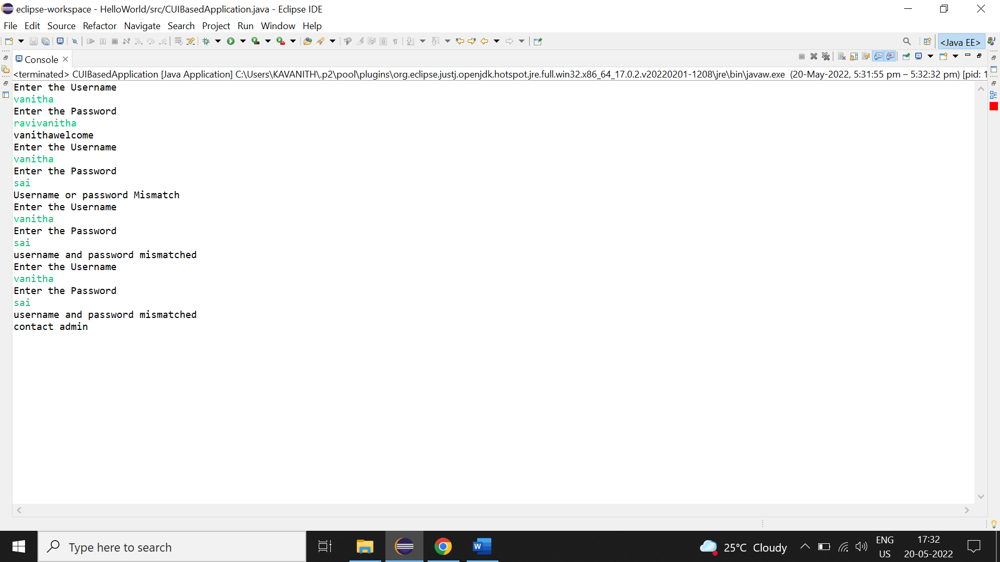 eclipse-workspace - HelloWorld/src/CUIBasedApplication.java - Eclipse IDE
File Edit Source Refactor Navigate Search Project Run Window Help
<Java EE>
Console
<terminated> CUIBasedApplication [Java Application] C:\Users\KAVANITH\.p2\pool\plugins\org.eclipse.justj.openjdk.hotspot.jre.full.win32.x86_64_17.0.2.v20220201-1208\jre\bin\javaw.exe (20-May-2022, 5:31:55 pm – 5:32:32 pm) [pid: 1
Enter the Username
vanitha
Enter the Password
ravivanitha
vanithawelcome
Enter the Username
vanitha
Enter the Password
sai
Username or password Mismatch
Enter the Username
vanitha
Enter the Password
sai
username and password mismatched
Enter the Username
vanitha
Enter the Password
sai
username and password mismatched
contact admin
Type here to search
25°C Cloudy
ENG
US
17:32
20-05-2022